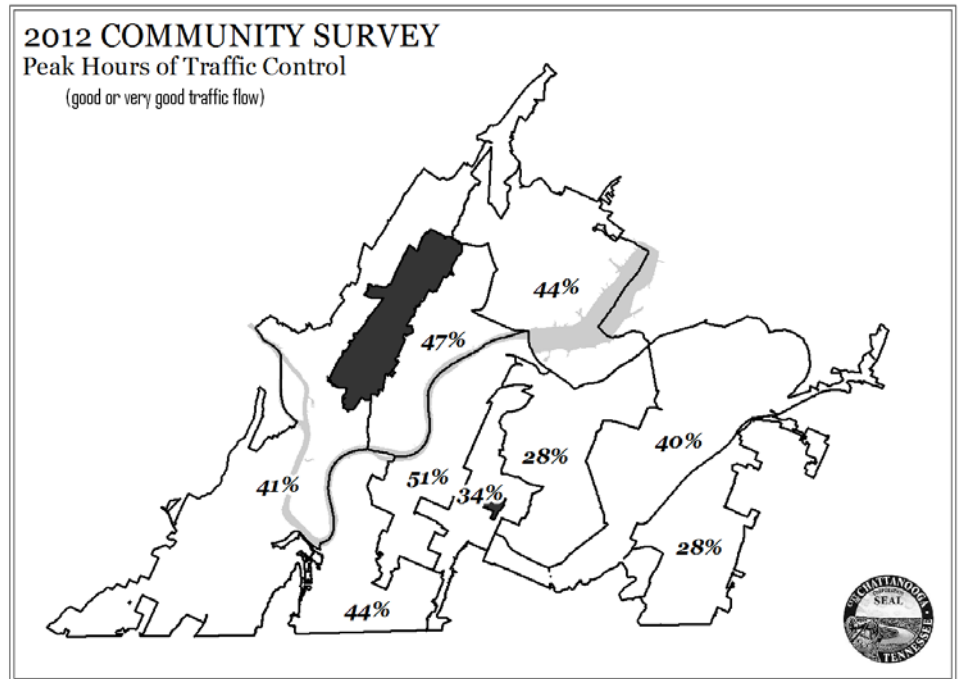 2012 COMMUNITY SURVEY
Peak Hours of Traffic Control
(good or very good traffic flow)
44%
47%
40%
28%
51%
34%
41%
28%
44%
CHATTANOOGA
SEAL
TENNESSEE